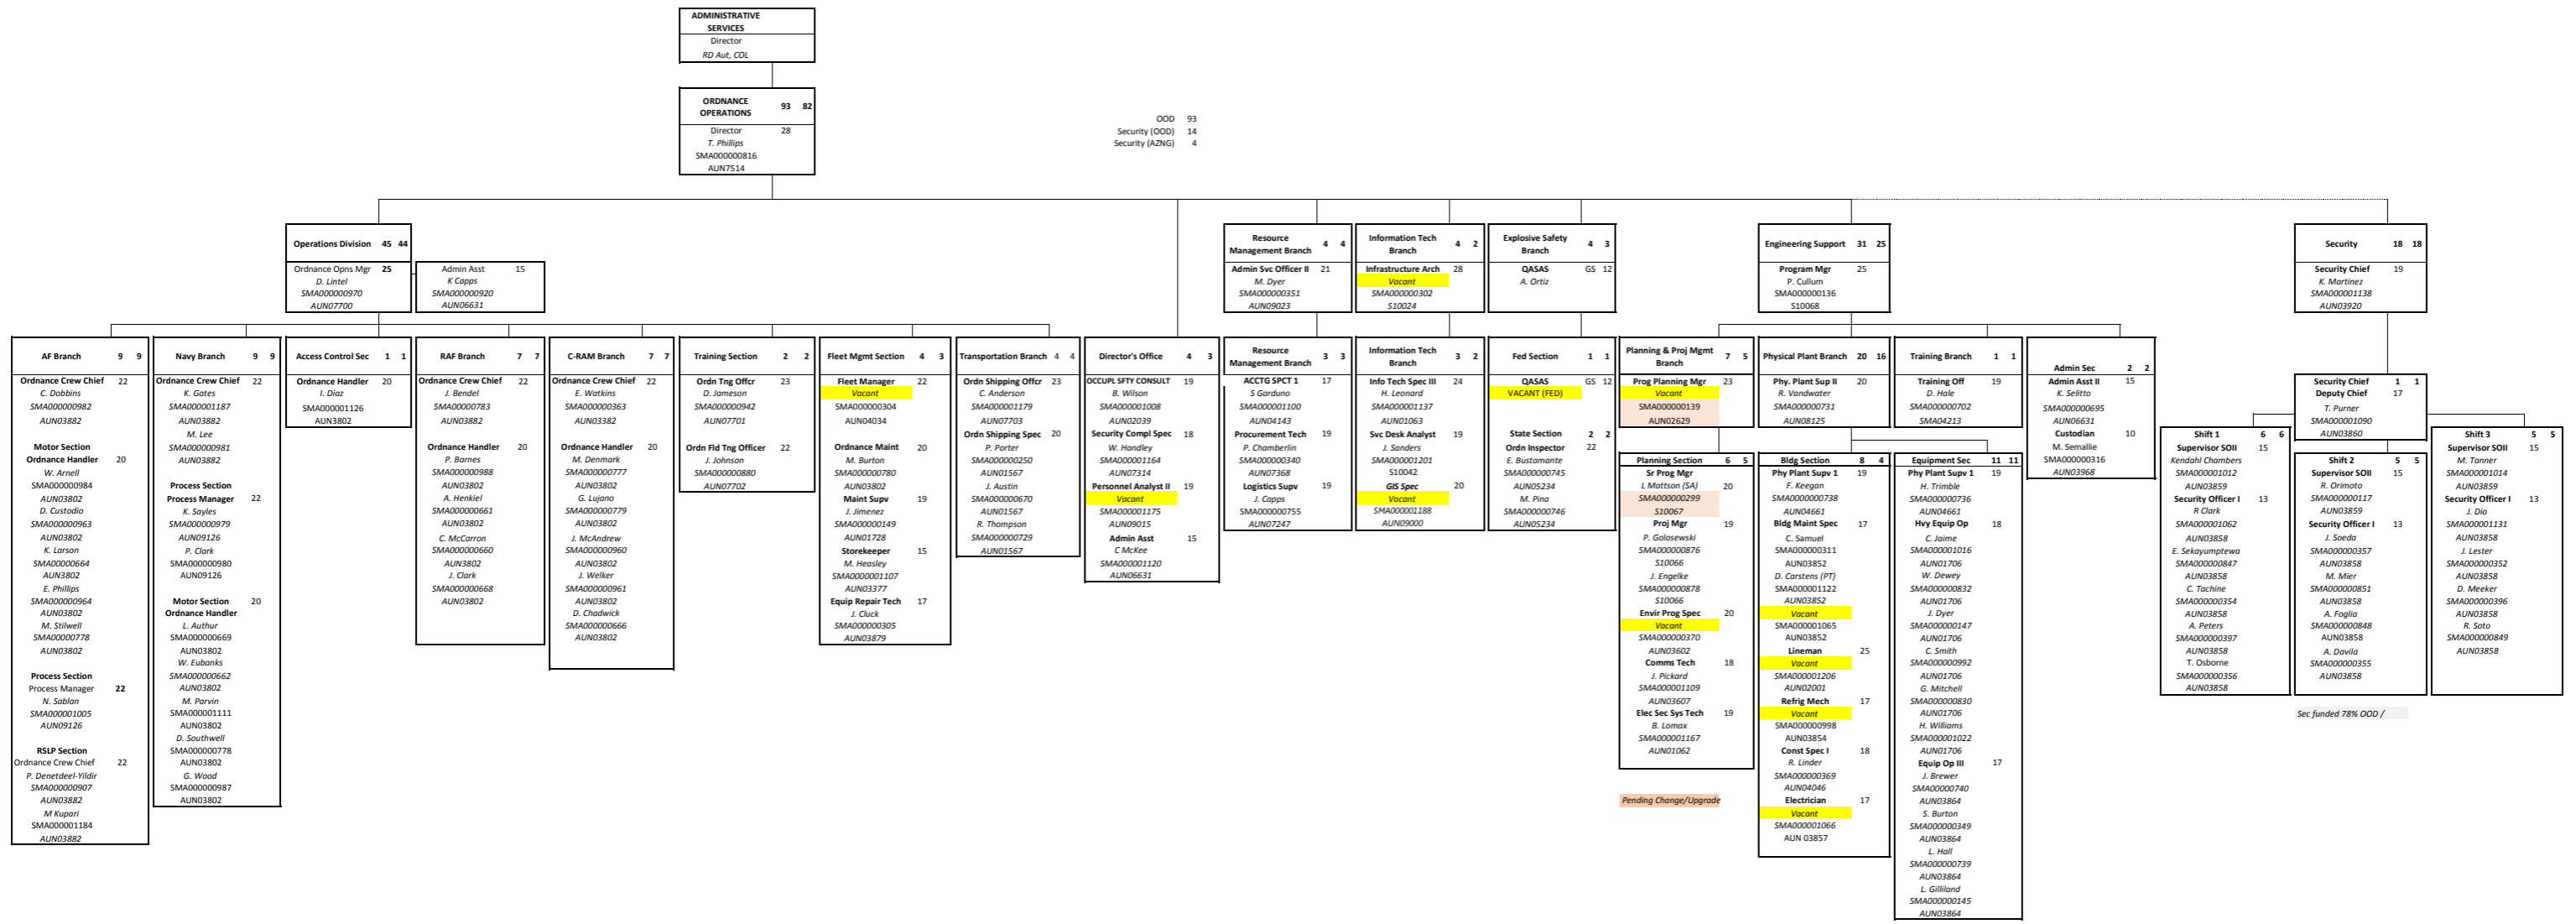 ADMINISTRATIVE
SERVICES
Director
RD Aut, COL
ORDNANCE
OPERATIONS 93 82
Director 28
T. Phillips
SMA000000816
AUN7514
OOD 93
Security (OOD) 14
Security (AZNG) 4
Operations Division 45 44
Ordnance Opns Mgr 25
D. Lintel
SMA000000970
AUN07700
Admin Asst 15
K Capps
SMA000000920
AUN06631
Resource
Management Branch 4 4
Admin Svc Officer II 21
M. Dyer
SMA000000351
AUN09023
Information Tech
Branch 4 2
Infrastructure Arch 28
Vacant
SMA000000302
S10024
Explosive Safety
Branch 4 3
QASAS GS 12
A. Ortiz
Engineering Support 31 25
Program Mgr 25
P. Cullum
SMA000000136
S10068
Security 18 18
Security Chief 19
K. Martinez
SMA000001138
AUN03920
AF Branch 9 9
Ordnance Crew Chief 22
C. Dobbins
SMA000000982
AUN03882
Motor Section
Ordnance Handler 20
W. Arnell
SMA000000984
AUN03802
D. Custodio
SMA000000963
AUN03802
K. Larson
SMA00000664
AUN3802
E. Phillips
SMA000000964
AUN03802
M. Stilwell
SMA00000778
AUN03802
Process Section
Process Manager 22
N. Sablan
SMA000001005
AUN09126
RSLP Section
Ordnance Crew Chief 22
P. Denetdeel-Yildir
SMA000000907
AUN03882
M Kupari
SMA000001184
AUN03882
Navy Branch 9 9
Ordnance Crew Chief 22
K. Gates
SMA000001187
AUN03882
M. Lee
SMA000000981
AUN03882
Process Section
Process Manager 22
K. Sayles
SMA000000979
AUN09126
P. Clark
SMA000000980
AUN09126
Motor Section 20
Ordnance Handler
L. Authur
SMA000000669
AUN03802
W. Eubanks
SMA000000662
AUN03802
M. Parvin
SMA000001111
AUN03802
D. Southwell
SMA000000778
AUN03802
G. Wood
SMA000000987
AUN03802
Access Control Sec 1 1
Ordnance Handler 20
I. Diaz
SMA000001126
AUN3802
RAF Branch 7 7
Ordnance Crew Chief 22
J. Bendel
SMA000000783
AUN03882
Ordnance Handler 20
P. Barnes
SMA000000988
AUN03802
A. Henkiel
SMA000000661
AUN03802
C. McCarron
SMA000000660
AUN3802
J. Clark
SMA000000668
AUN03802
C-RAM Branch 7 7
Ordnance Crew Chief 22
E. Watkins
SMA000000363
AUN03382
Ordnance Handler 20
M. Denmark
SMA000000777
AUN03802
G. Lujano
SMA000000779
AUN03802
J. McAndrew
SMA000000960
AUN03802
J. Welker
SMA000000961
AUN03802
D. Chadwick
SMA000000666
AUN03802
Training Section 2 2
Ordn Tng Offcr 23
D. Jameson
SMA000000942
AUN07701
Ordn Fld Tng Officer 22
J. Johnson
SMA000000880
AUN07702
Fleet Mgmt Section 4 3
Fleet Manager 22
Vacant
SMA000000304
AUN04034
Ordnance Maint 20
M. Burton
SMA000000780
AUN03802
Maint Supv 19
J. Jimenez
SMA000000149
AUN01728
Storekeeper 15
M. Heasley
SMA0000001107
AUN03377
Equip Repair Tech 17
J. Cluck
SMA000000305
AUN03879
Transportation Branch 4 4
Ordn Shipping Offcr 23
C. Anderson
SMA000001179
AUN07703
Ordn Shipping Spec 20
P. Porter
SMA000000250
AUN01567
J. Austin
SMA000000670
AUN01567
R. Thompson
SMA000000729
AUN01567
Director's Office 4 3
OCCUPL SFTY CONSULT 19
B. Wilson
SMA000001008
AUN02039
Security Compl Spec 18
W. Handley
SMA000001164
AUN07314
Personnel Analyst II 19
Vacant
SMA000001175
AUN09015
Admin Asst 15
C McKee
SMA000001120
AUN06631
Resource
Management Branch 3 3
ACCTG SPCT 1 17
S Garduno
SMA000001100
AUN04143
Procurement Tech 19
P. Chamberlin
SMA000000340
AUN07368
Logistics Supv 19
J. Capps
SMA000000755
AUN07247
Information Tech
Branch 3 2
Info Tech Spec III 24
H. Leonard
SMA000001137
AUN01063
Svc Desk Analyst 19
J. Sanders
SMA000001201
S10042
GIS Spec 20
Vacant
SMA000001188
AUN09000
Fed Section 1 1
QASAS GS 12
VACANT (FED)
State Section 2 2
Ordn Inspector 22
E. Bustamante
SMA000000745
AUN05234
M. Pina
SMA000000746
AUN05234
Planning & Proj Mgmt
Branch 7 5
Prog Planning Mgr 23
Vacant
SMA000000139
AUN02629
Planning Section 6 5
Sr Prog Mgr
L Mattson (SA) 20
SMA000000299
S10067
Proj Mgr 19
P. Golasewski
SMA000000876
S10066
J. Engelke
SMA000000878
S10066
Envir Prog Spec 20
Vacant
SMA000000370
AUN03602
Comms Tech 18
J. Pickard
SMA000001109
AUN03607
Elec Sec Sys Tech 19
B. Lomax
SMA000001167
AUN01062
Pending Change/Upgrade
Physical Plant Branch 20 16
Phy. Plant Sup II 20
R. Vandwater
SMA000000731
AUN08125
Bldg Section 8 4
Phy Plant Supv 1 19
F. Keegan
SMA000000738
AUN04661
Bldg Maint Spec 17
C. Samuel
SMA000000311
AUN03852
D. Carstens (PT)
SMA000001122
AUN03852
Vacant
SMA000001065
AUN03852
Lineman 25
Vacant
SMA000001206
AUN02001
Refrig Mech 17
Vacant
SMA000000998
AUN03854
Const Spec I 18
R. Linder
SMA000000369
AUN04046
Electrician 17
Vacant
SMA000001066
AUN 03857
Training Branch 1 1
Training Off 19
D. Hale
SMA000000702
SMA04213
Equipment Sec 11 11
Phy Plant Supv 1 19
H. Trimble
SMA000000736
AUN04661
Hvy Equip Op 18
C. Jaime
SMA000001016
AUN01706
W. Dewey
SMA000000832
AUN01706
J. Dyer
SMA00000147
AUN01706
C. Smith
SMA000000992
AUN01706
G. Mitchell
SMA000000830
AUN01706
H. Williams
SMA000001022
AUN01706
Equip Op III 17
J. Brewer
SMA00000740
AUN03864
S. Burton
SMA000000349
AUN03864
L. Hall
SMA000000739
AUN03864
L. Gilliland
SMA000000145
AUN03864
Admin Sec 2 2
Admin Asst II 15
K. Selitto
SMA000000695
AUN06631
Custodian 10
M. Semallie
SMA000000316
AUN03968
Security Chief 1 1
Deputy Chief 17
T. Purner
SMA000001090
AUN03860
Shift 1 6 6
Supervisor SOII 15
Kendahl Chambers
SMA000001012
AUN03859
Security Officer I 13
R Clark
SMA000001062
AUN03858
E. Sekayumptewa
SMA000000847
AUN03858
C. Tachine
SMA000000354
AUN03858
A. Peters
SMA000000397
AUN03858
T. Osborne
SMA000000356
AUN03858
Shift 2 5 5
Supervisor SOII 15
R. Orimoto
SMA000000117
AUN03859
Security Officer I 13
J. Soeda
SMA000000357
AUN03858
M. Mier
SMA000000851
AUN03858
A. Foglia
SMA000000848
AUN03858
A. Davila
SMA000000355
AUN03858
Sec funded 78% OOD /
Shift 3 5 5
Supervisor SOII 15
M. Tanner
SMA000001014
AUN03859
Security Officer I 13
J. Dio
SMA000001131
AUN03858
J. Lester
SMA000000352
AUN03858
D. Meeker
SMA000000396
AUN03858
R. Soto
SMA000000849
AUN03858